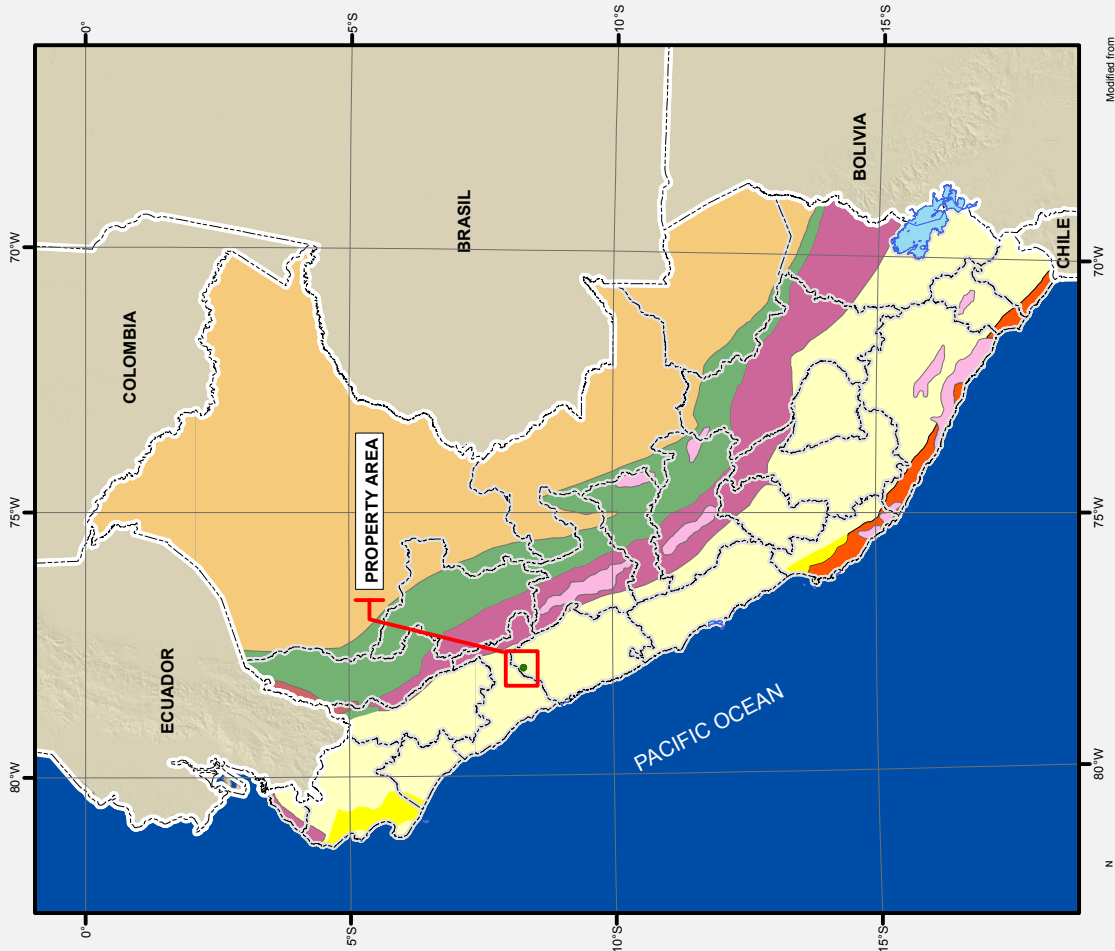 80°W
75°W
70°W
0°
0°
COLOMBIA
ECUADOR
5°S
5°S
PROPERTY AREA
BRASIL
10°S
10°S
PACIFIC OCEAN
BOLIVIA
15°S
15°S
CHILE
80°W
75°W
70°W
N
Modified from